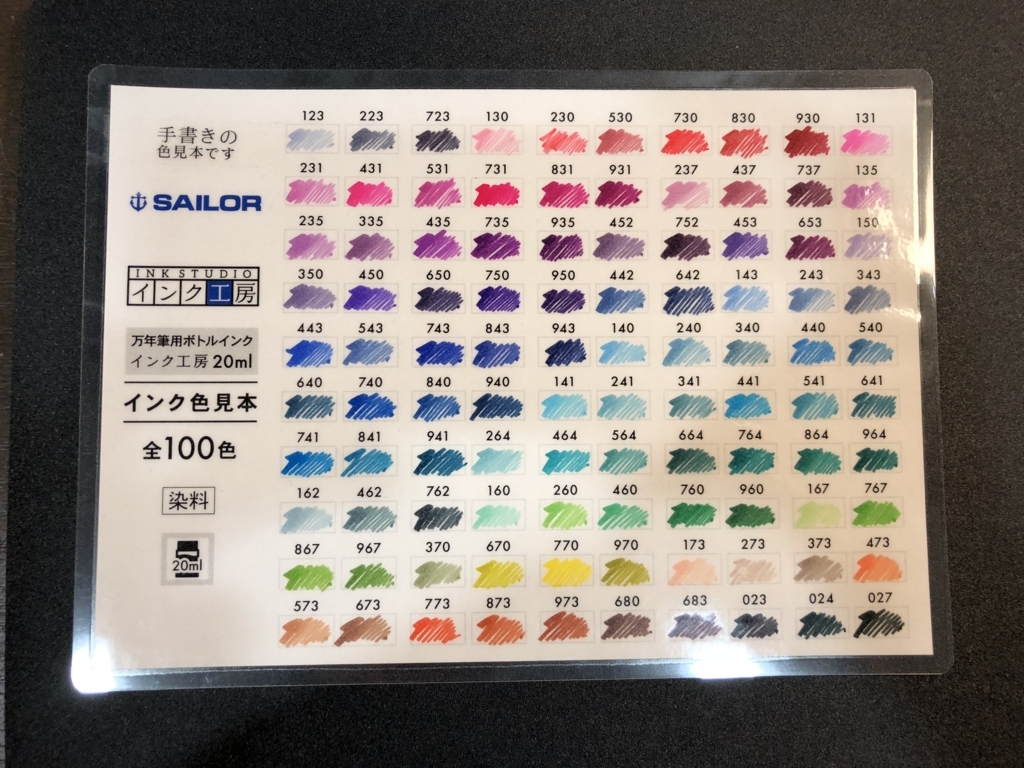 手書きの
色見本です
SAILOR
INK STUDIO
インク工房
万年筆用ボトルインク
インク工房 20ml
インク色見本
全100色
染料
20ml
123 223 723 130 230 530 730 830 930 131
231 431 531 731 831 931 237 437 737 135
235 335 435 735 935 452 752 453 653 150
350 450 650 750 950 442 642 143 243 343
443 543 743 843 943 140 240 340 440 540
640 740 840 940 141 241 341 441 541 641
741 841 941 264 464 564 664 764 864 964
162 462 762 160 260 460 760 960 167 767
867 967 370 670 770 970 173 273 373 473
573 673 773 873 973 680 683 023 024 027